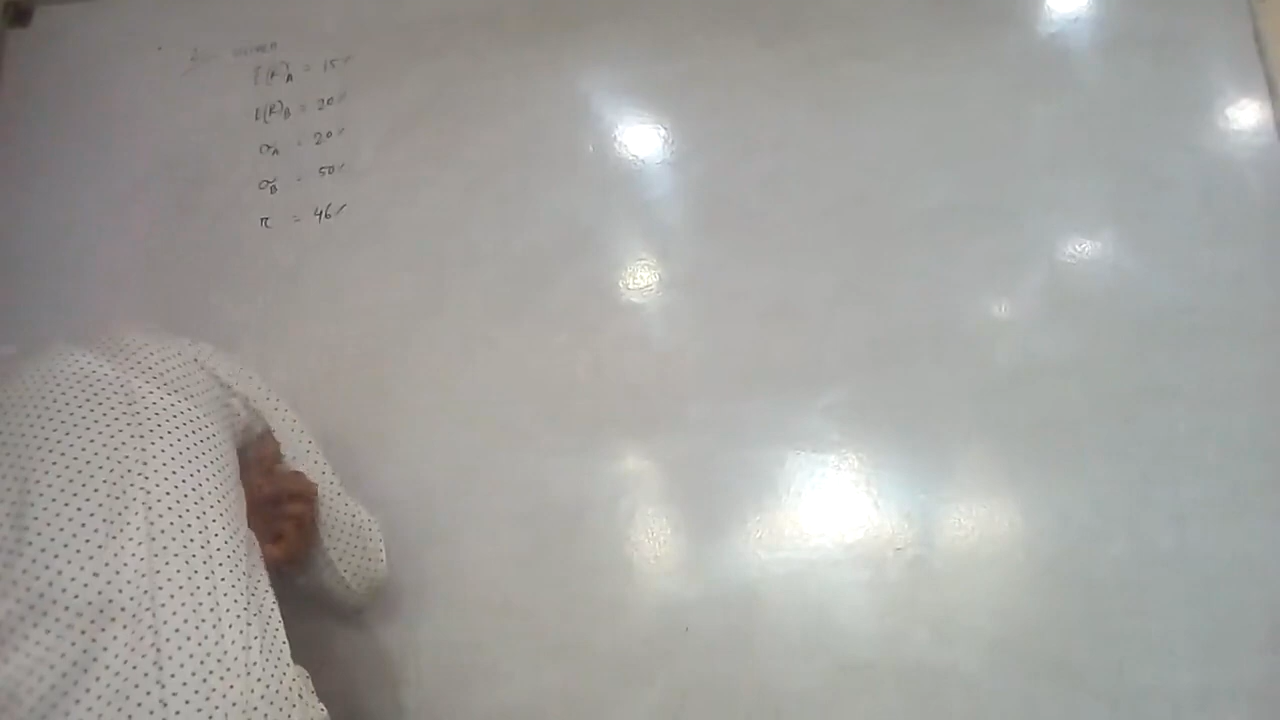 E(R)A = 15%
E(R)B = 20%
σA = 20%
σB = 50%
r = 46%